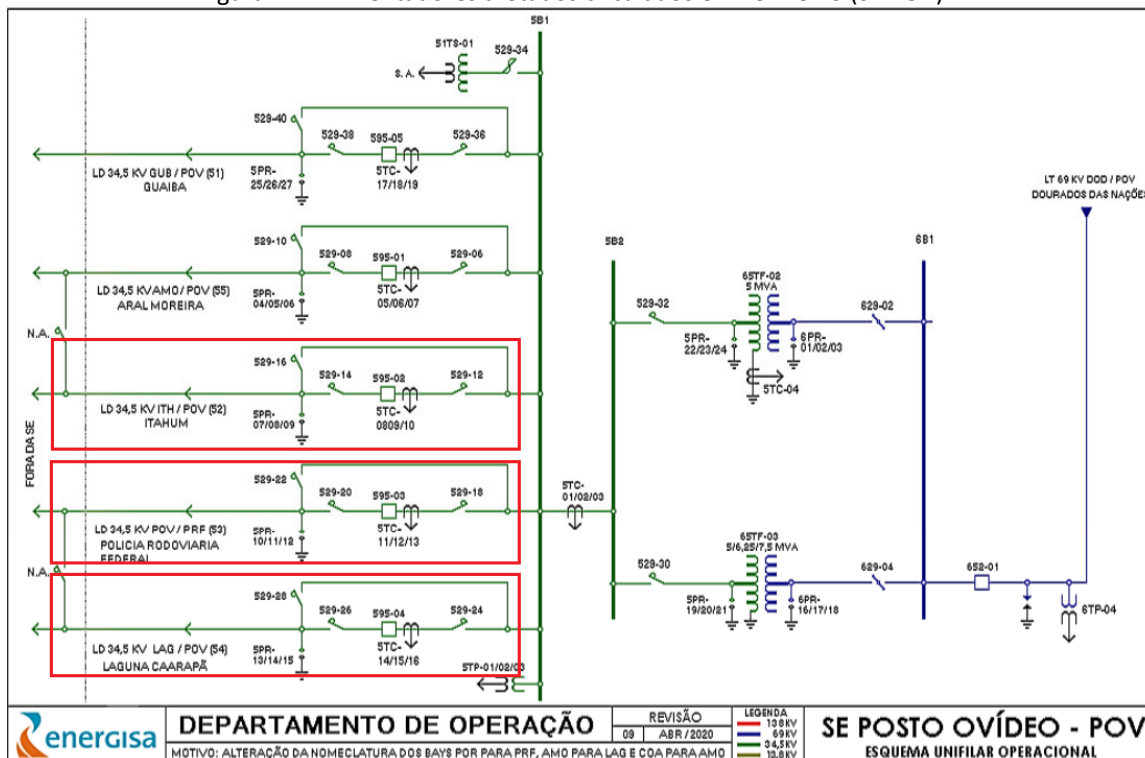 5B1
51TS-01
529-34
S. A.
529-40
529-38
595-05
529-36
LD 34,5 KV GUB / POV (51)
GUAIBA
5PR-
25/26/27
5TC-
17/18/19
LT 69 KV DOD / POV
DOURADOS DAS NAÇÕES
5B2
6B1
529-10
529-08
595-01
529-06
LD 34,5 KVAMO / POV (55)
ARAL MOREIRA
5PR-
04/05/06
5TC-
05/06/07
65TF-02
5 MVA
529-32
629-02
5PR-
22/23/24
6PR-
01/02/03
5TC-04
N.A.
529-16
529-14
595-02
529-12
LD 34,5 KV ITH / POV (52)
ITAHUM
5PR-
07/08/09
5TC-
0809/10
FORA DA SE
529-22
529-20
595-03
529-18
LD 34,5 KV POV / PRF (53)
POLICIA RODOVIARIA
FEDERAL
5PR-
10/11/12
5TC-
11/12/13
5TC-
01/02/03
65TF-03
5/6,25/7,5 MVA
529-30
629-04
652-01
5PR-
19/20/21
6PR-
16/17/18
6TP-04
N.A.
529-28
529-26
595-04
529-24
LD 34,5 KV LAG / POV (54)
LAGUNA CAARAPÃ
5PR-
13/14/15
5TC-
14/15/16
5TP-01/02/03
energisa
DEPARTAMENTO DE OPERAÇÃO
REVISÃO
09 ABR / 2020
MOTIVO: ALTERAÇÃO DA NOMECLATURA DOS BAYS POR PARA PRF, AMO PARA LAG E COA PARA AMO
LEGENDA
138KV
69KV
34,5KV
13,8KV
SE POSTO OVÍDEO - POV
ESQUEMA UNIFILAR OPERACIONAL